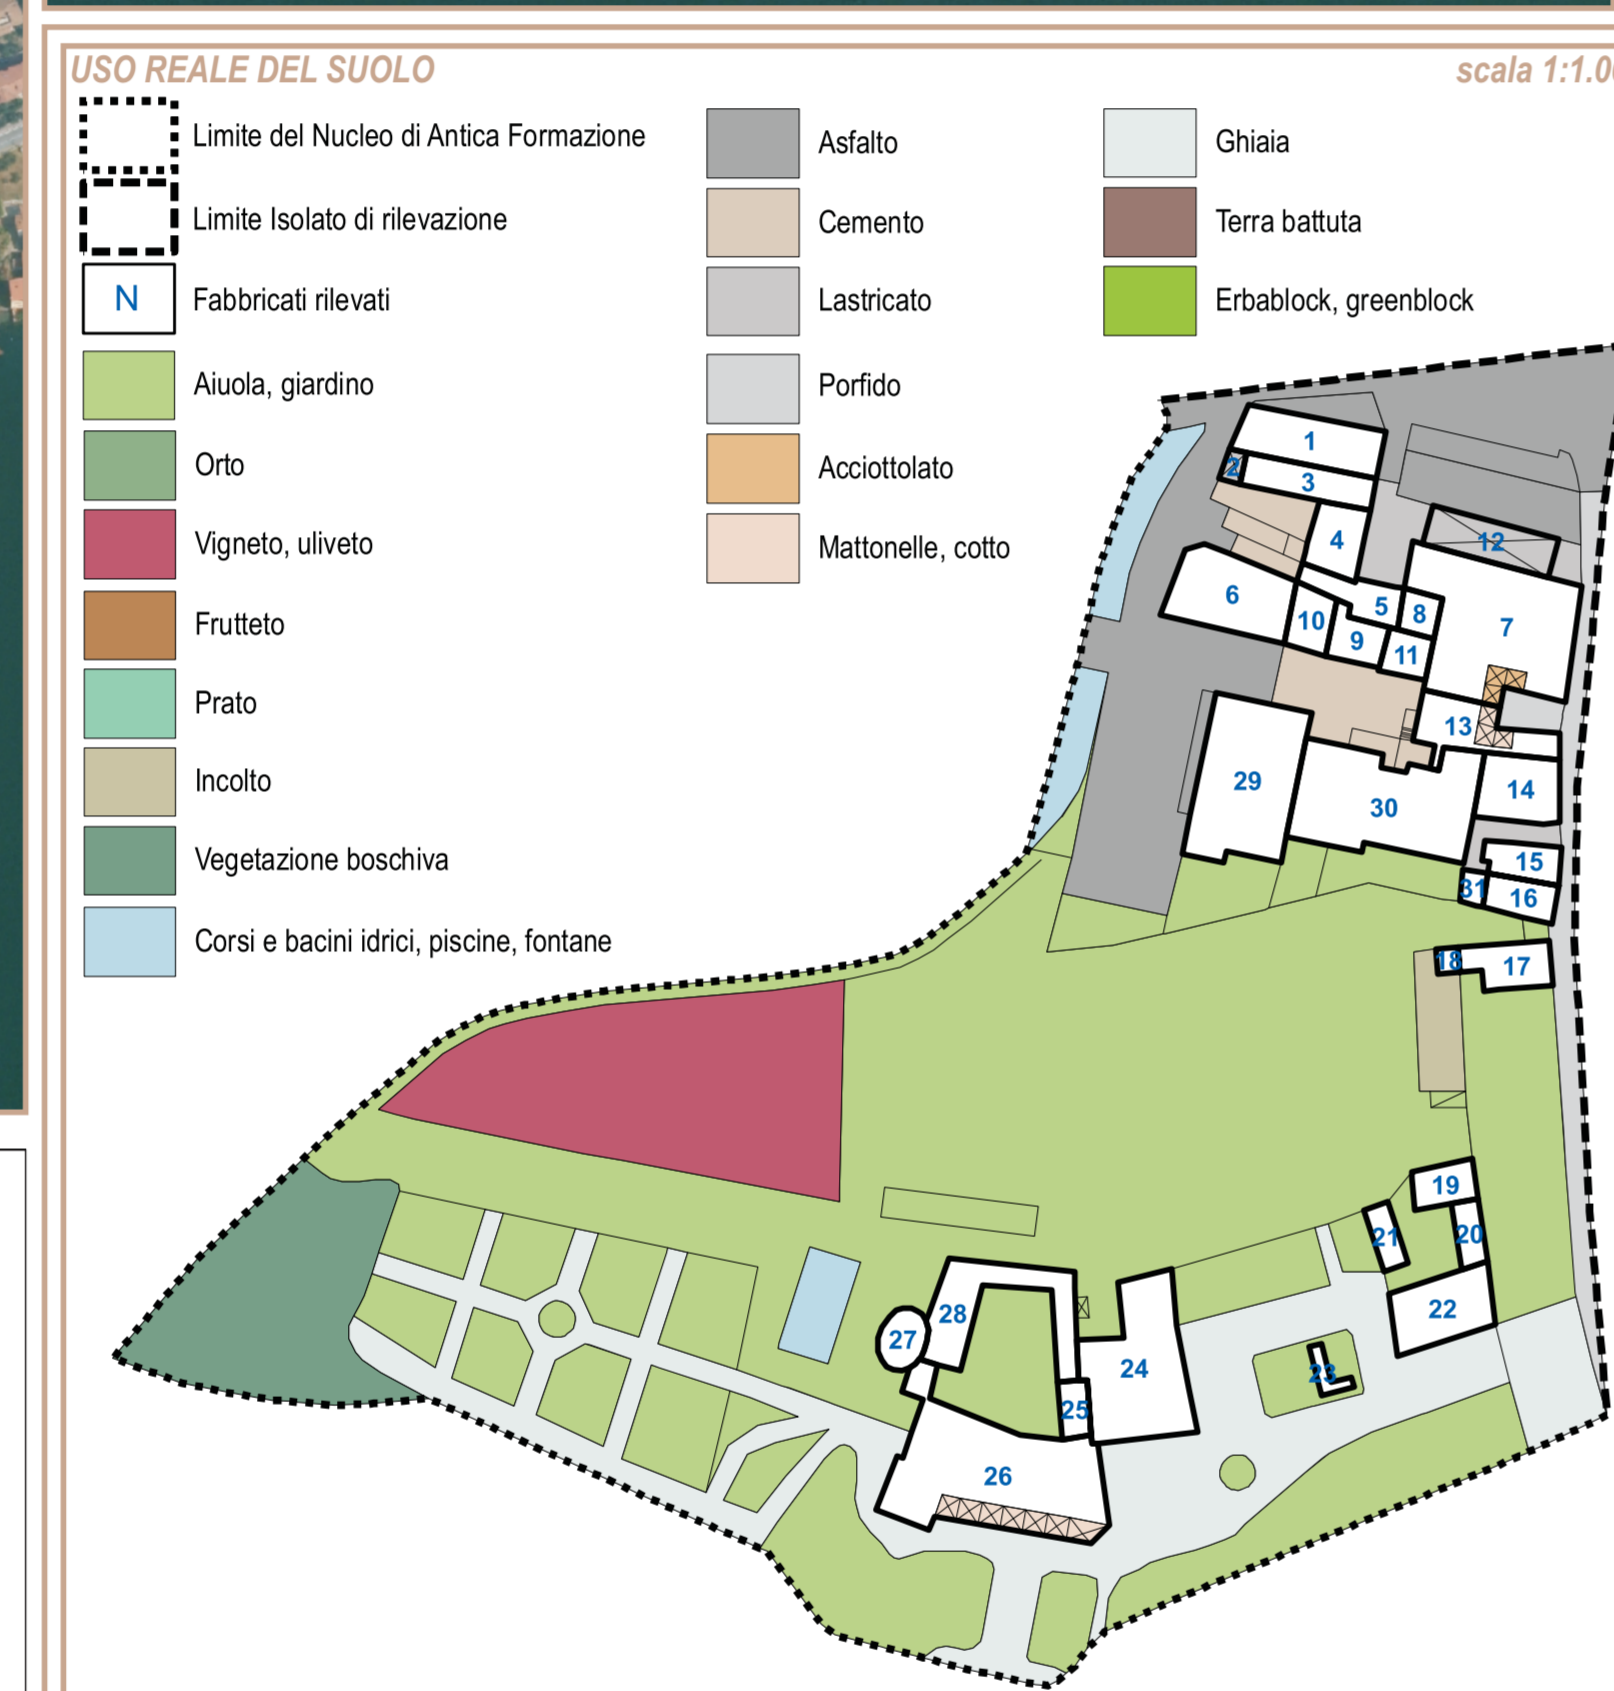 USO REALE DEL SUOLO
scala 1:1.0
Limite del Nucleo di Antica Formazione
Limite Isolato di rilevazione
N Fabbricati rilevati
Aiuola, giardino
Orto
Vigneto, uliveto
Frutteto
Prato
Incolto
Vegetazione boschiva
Corsi e bacini idrici, piscine, fontane
Asfalto
Cemento
Lastricato
Porfido
Acciottolato
Mattonelle, cotto
Ghiaia
Terra battuta
Erbablock, greenblock
1
2
3
4
12
6
5
8
7
10
9
11
13
29
30
14
15
31
16
18
17
19
21
20
22
28
27
24
23
25
26